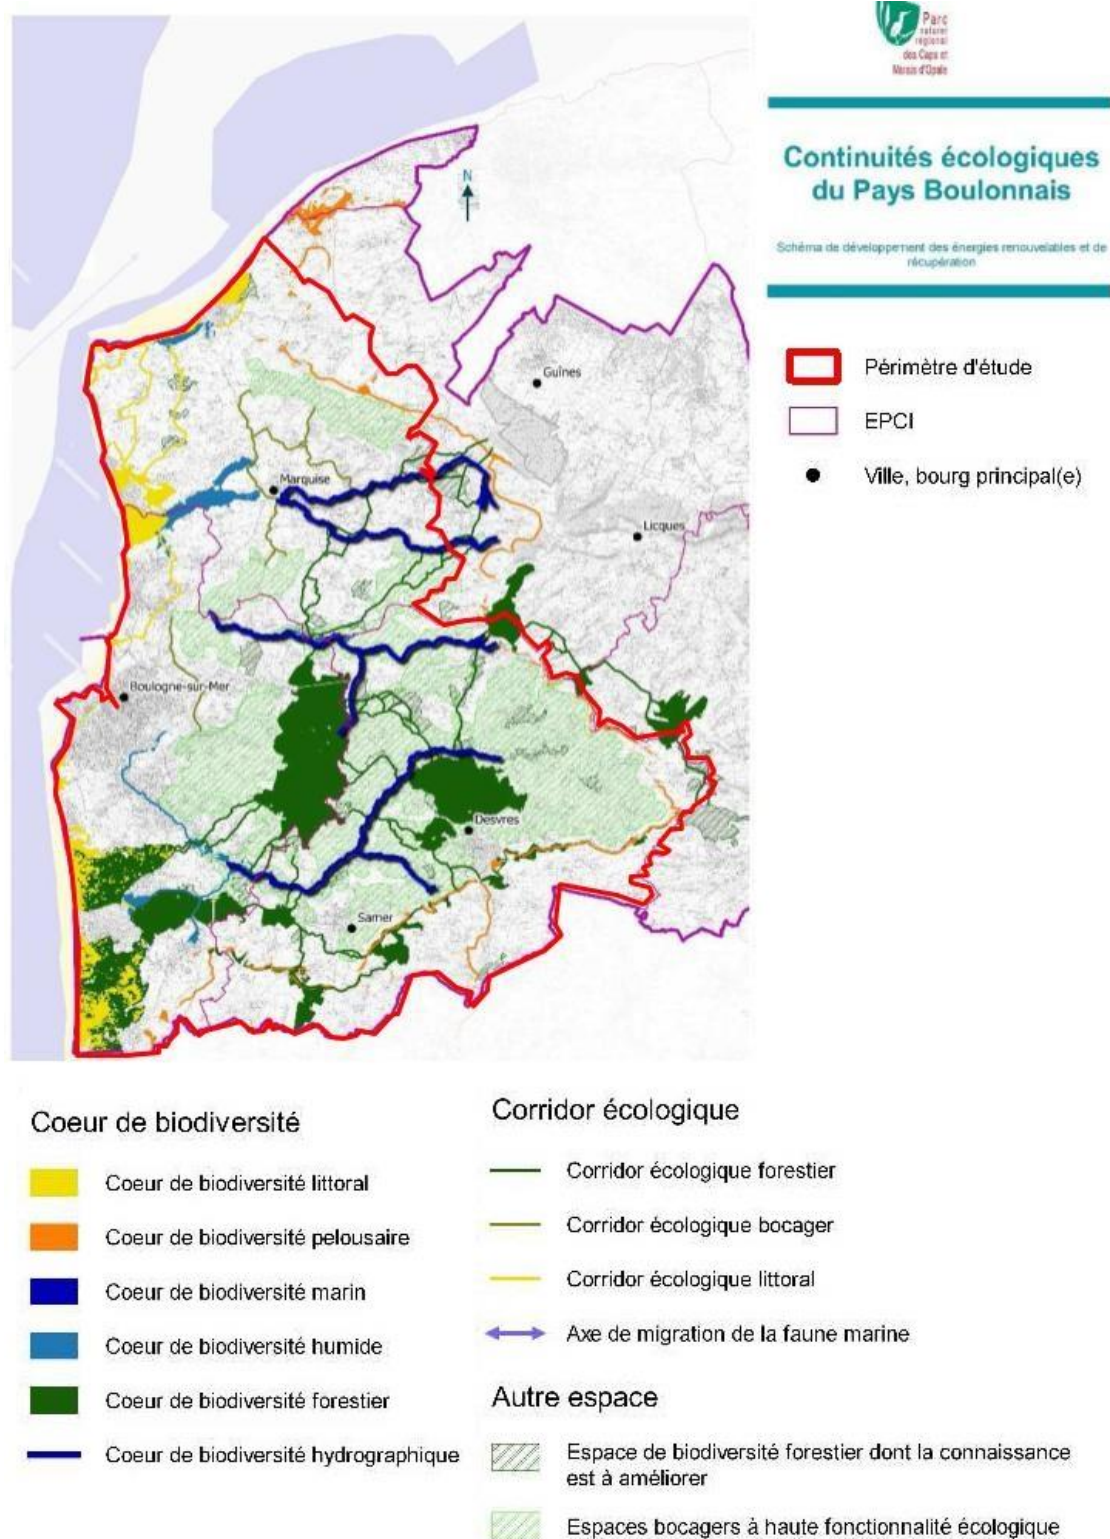 Parc
naturel
régional
des Caps et
Marais d'Opale
Continuités écologiques
du Pays Boulonnais
Schéma de développement des énergies renouvelables et de
récupération
Périmètre d'étude
EPCI
Ville, bourg principal(e)
N
Guînes
Marquise
Licques
Boulogne-sur-Mer
Desvres
Samer
Coeur de biodiversité
Coeur de biodiversité littoral
Coeur de biodiversité pelousaire
Coeur de biodiversité marin
Coeur de biodiversité humide
Coeur de biodiversité forestier
Coeur de biodiversité hydrographique
Corridor écologique
Corridor écologique forestier
Corridor écologique bocager
Corridor écologique littoral
Axe de migration de la faune marine
Autre espace
Espace de biodiversité forestier dont la connaissance
est à améliorer
Espaces bocagers à haute fonctionnalité écologique